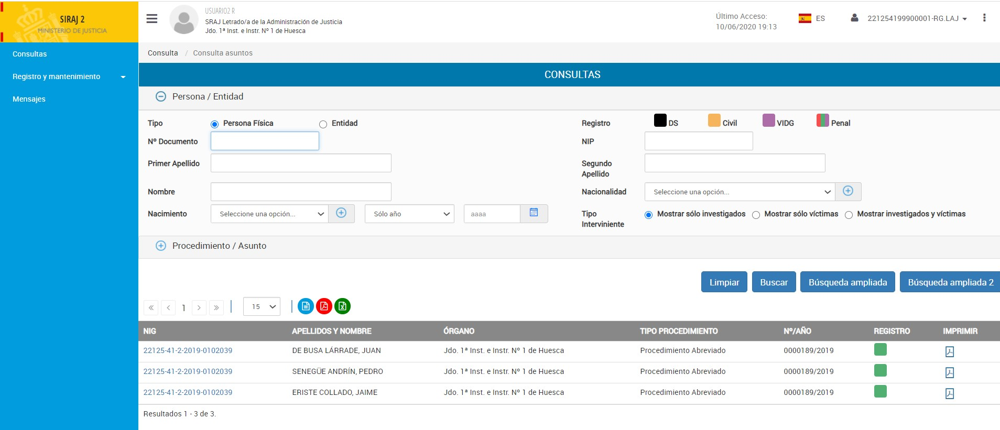 SIRAJ 2
MINISTERIO DE JUSTICIA
USUARIO2 R
SRAJ Letrado/a de la Administración de Justicia
Jdo. 1ª Inst. e Instr. Nº 1 de Huesca
Último Acceso:
10/06/2020 19:13
ES
221254199900001-RG.LAJ
Consultas
Registro y mantenimiento
Mensajes
Consulta / Consulta asuntos
CONSULTAS
Persona / Entidad
Tipo Persona Física Entidad Registro DS Civil VIDG Penal
Nº Documento NIP
Primer Apellido Segundo
Apellido
Nombre Nacionalidad Seleccione una opción...
Nacimiento Seleccione una opción... Sólo año aaaa Tipo Mostrar sólo investigados Mostrar sólo víctimas Mostrar investigados y víctimas
Interviniente
Procedimiento / Asunto
Limpiar Buscar Búsqueda ampliada Búsqueda ampliada 2
« ‹ 1 › » 15
NIG APELLIDOS Y NOMBRE ÓRGANO TIPO PROCEDIMIENTO Nº/AÑO REGISTRO IMPRIMIR
22125-41-2-2019-0102039 DE BUSA LÁRRADE, JUAN Jdo. 1ª Inst. e Instr. Nº 1 de Huesca Procedimiento Abreviado 0000189/2019
22125-41-2-2019-0102039 SENEGÜE ANDRÍN, PEDRO Jdo. 1ª Inst. e Instr. Nº 1 de Huesca Procedimiento Abreviado 0000189/2019
22125-41-2-2019-0102039 ERISTE COLLADO, JAIME Jdo. 1ª Inst. e Instr. Nº 1 de Huesca Procedimiento Abreviado 0000189/2019
Resultados 1 - 3 de 3.